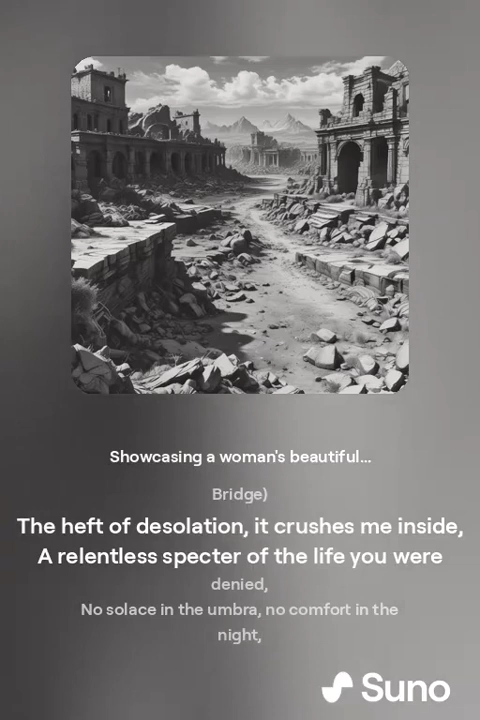 Showcasing a woman's beautiful...
Bridge)
The heft of desolation, it crushes me inside,
A relentless specter of the life you were
denied,
No solace in the umbra, no comfort in the
night,
Suno